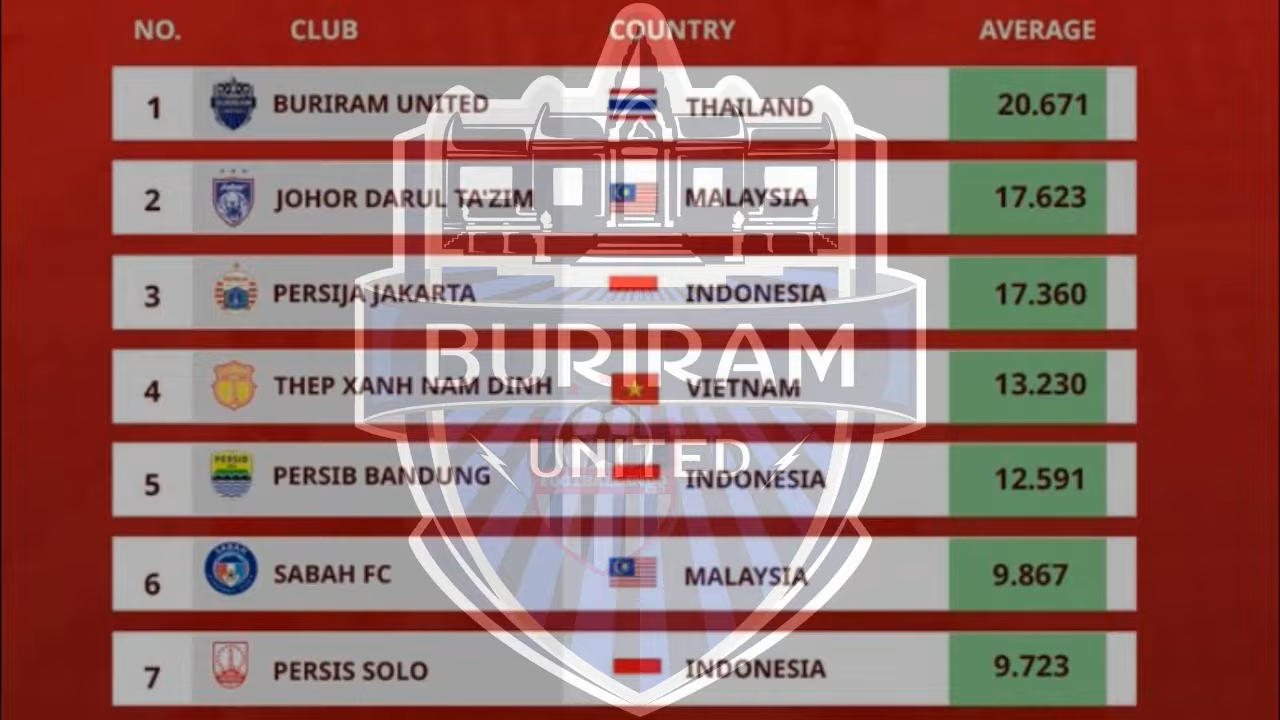 NO. CLUB COUNTRY AVERAGE
1 BURIRAM UNITED THAILAND 20.671
2 JOHOR DARUL TA'ZIM MALAYSIA 17.623
3 PERSIJA jAKARTA INDONESIA 17.360
BURIRAM
4 THEP XANH NAM DINH VIETNAM 13.230
UNITED
5 PERSIB BANDUNG INDONESIA 12.591
6 SABAH FC MALAYSIA 9.867
7 PERSIS SOLO INDONESIA 9.723